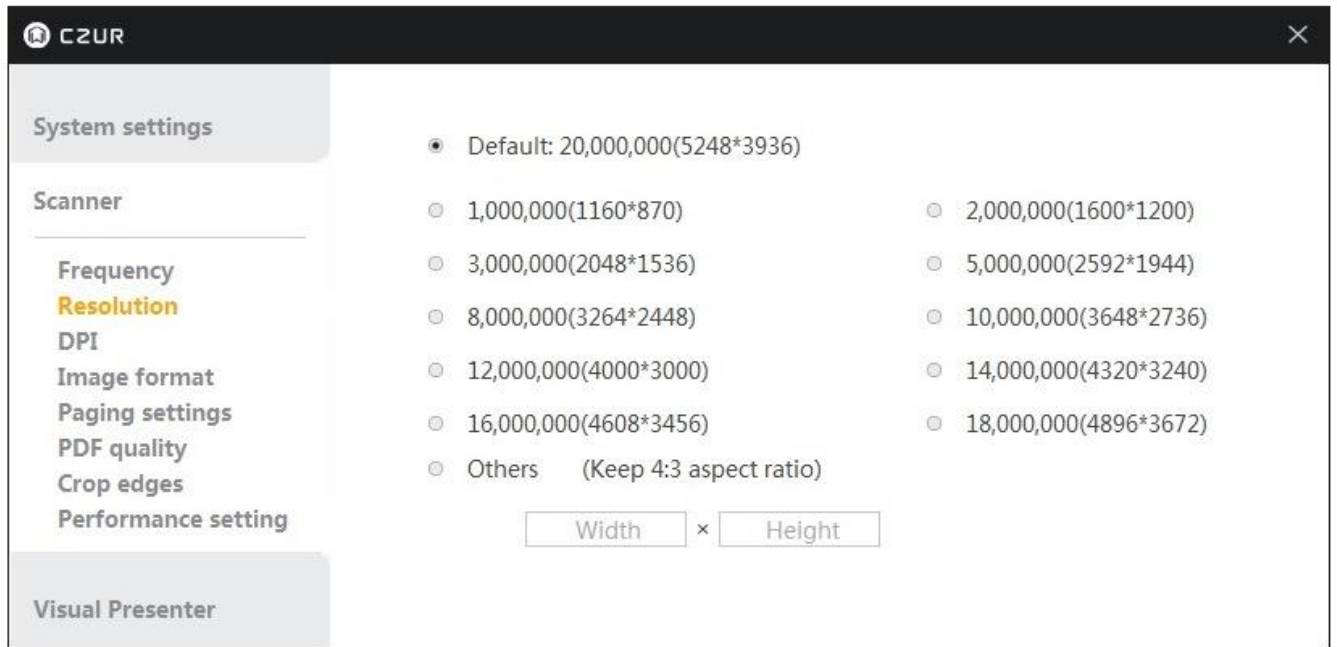 CZUR
System settings
Scanner
Frequency
Resolution
DPI
Image format
Paging settings
PDF quality
Crop edges
Performance setting
Visual Presenter
Default: 20,000,000(5248*3936)
1,000,000(1160*870)
2,000,000(1600*1200)
3,000,000(2048*1536)
5,000,000(2592*1944)
8,000,000(3264*2448)
10,000,000(3648*2736)
12,000,000(4000*3000)
14,000,000(4320*3240)
16,000,000(4608*3456)
18,000,000(4896*3672)
Others (Keep 4:3 aspect ratio)
Width × Height